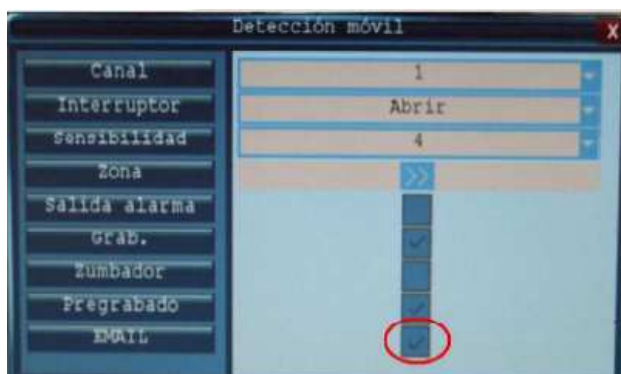 Detección móvil
X
Canal 1
Interruptor Abrir
Sensibilidad 4
Zona >>
Salida alarma
Grab.
Zumbador
Pregrabado
EMAIL